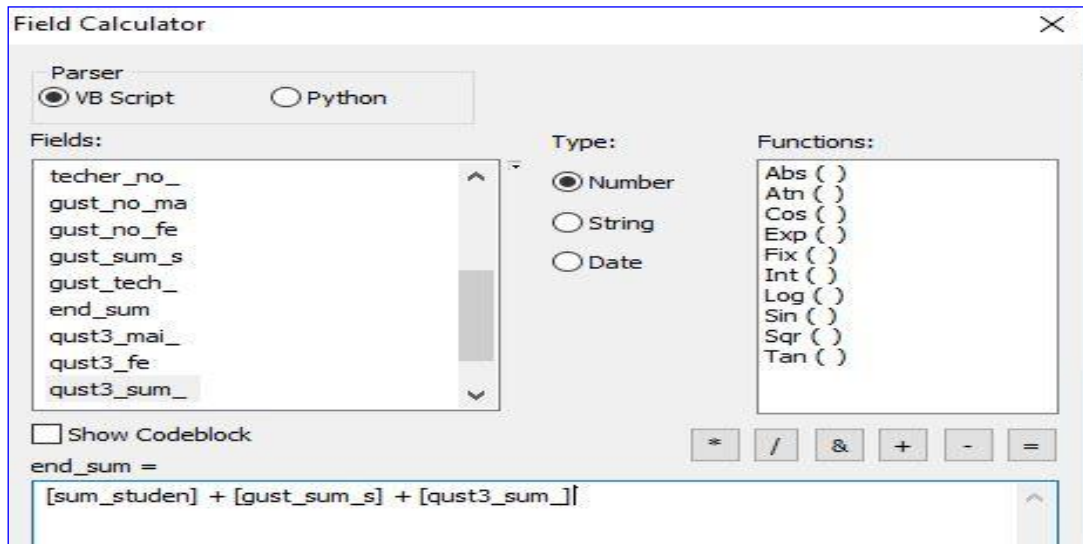 Field Calculator
Parser
VB Script Python
Fields:
Type:
Functions:
techer_no_
gust_no_ma
gust_no_fe
gust_sum_s
gust_tech_
end_sum
qust3_mai_
qust3_fe
qust3_sum_
Number
String
Date
Abs ( )
Atn ( )
Cos ( )
Exp ( )
Fix ( )
Int ( )
Log ( )
Sin ( )
Sqr ( )
Tan ( )
Show Codeblock
* / & + - =
end_sum =
[sum_studen] + [gust_sum_s] + [qust3_sum_]